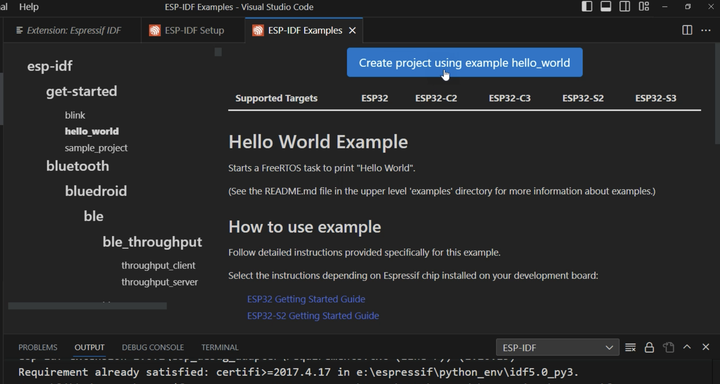 al Help ESP-IDF Examples - Visual Studio Code
Extension: Espressif IDF ESP-IDF Setup ESP-IDF Examples
esp-idf
get-started
blink
hello_world
sample_project
bluetooth
bluedroid
ble
ble_throughput
throughput_client
throughput_server
Create project using example hello_world
Supported Targets ESP32 ESP32-C2 ESP32-C3 ESP32-S2 ESP32-S3
Hello World Example
Starts a FreeRTOS task to print "Hello World".
(See the README.md file in the upper level 'examples' directory for more information about examples.)
How to use example
Follow detailed instructions provided specifically for this example.
Select the instructions depending on Espressif chip installed on your development board:
ESP32 Getting Started Guide
ESP32-S2 Getting Started Guide
PROBLEMS OUTPUT DEBUG CONSOLE TERMINAL ESP-IDF
Requirement already satisfied: certifi>=2017.4.17 in e:\espressif\python_env\idf5.0_py3.